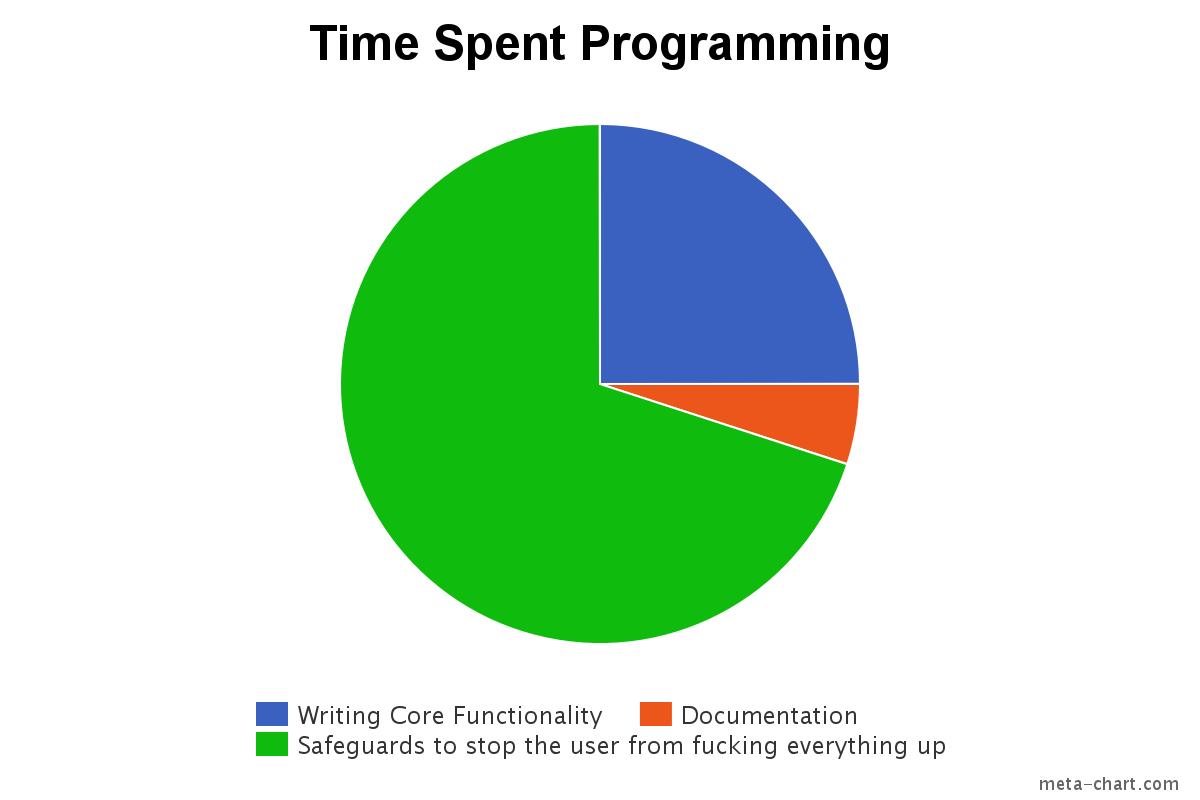 Time Spent Programming
Writing Core Functionality Documentation
Safeguards to stop the user from fucking everything up
meta-chart.com